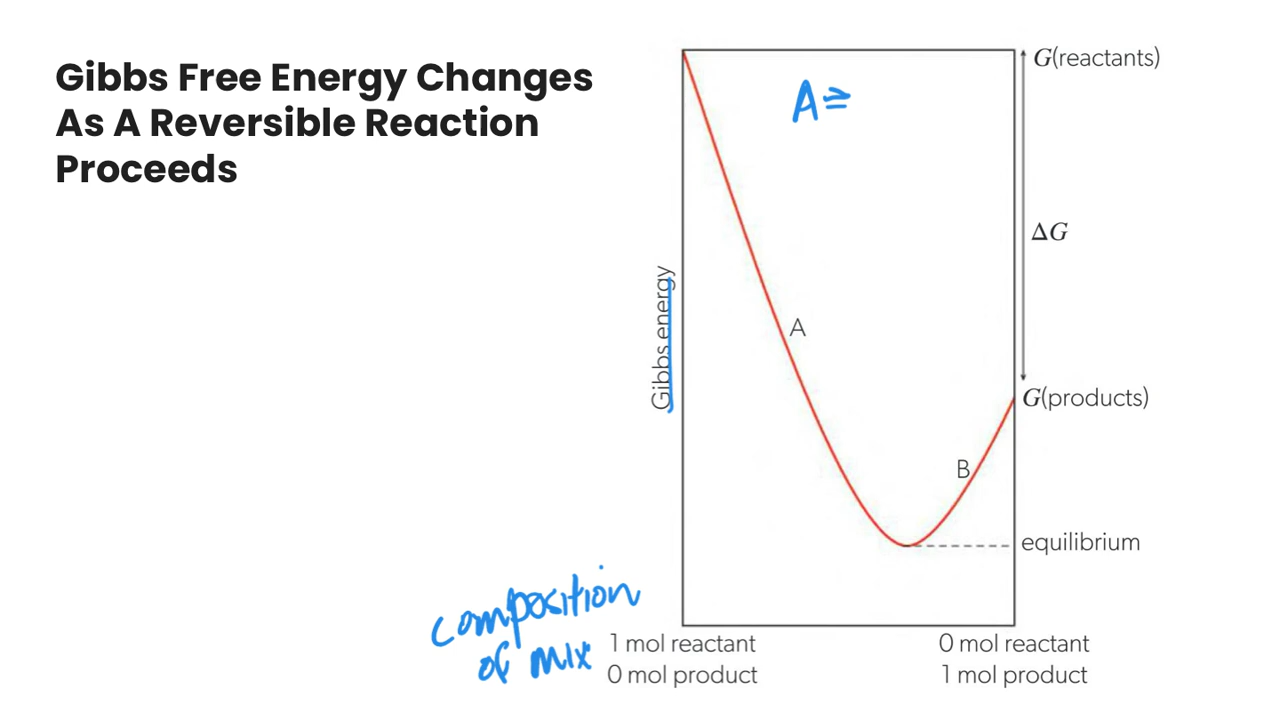 Gibbs Free Energy Changes
As A Reversible Reaction
Proceeds
G(reactants)
A⇌
ΔG
Gibbs energy
A
G(products)
B
equilibrium
composition
of mix
1 mol reactant
0 mol product
0 mol reactant
1 mol product